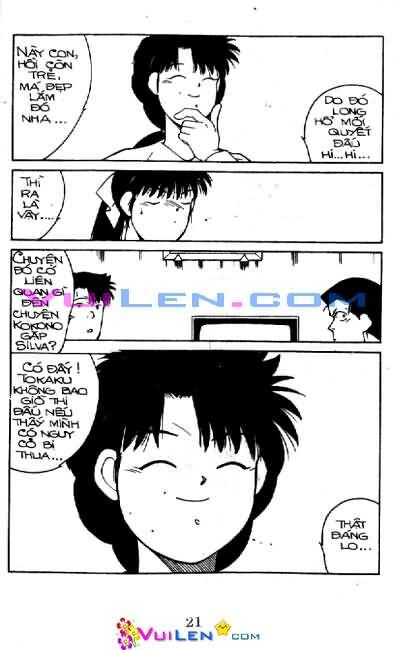 NÀY CON,
HỒI CÒN
TRẺ,
MÁ ĐẸP
LẮM
ĐÓ
NHA...
DO ĐÓ
LONG
HỔ MỚI
QUYẾT
ĐẤU
HI...HI...
THÌ
RA
LÀ
VẬY.....
CHUYỆN
ĐÓ CÓ
LIÊN
QUAN GÌ
ĐẾN
CHUYỆN
KOKONO
GẶP
SILVA?
VUILEN.COM
CÓ ĐẤY!
TOKAKU
KHÔNG BAO
GIỜ THI
ĐẤU NẾU
THẤY MÌNH
CÓ NGUY
CƠ BỊ
THUA...
THẬT
ĐÁNG
LO...
21
VUILEN.COM